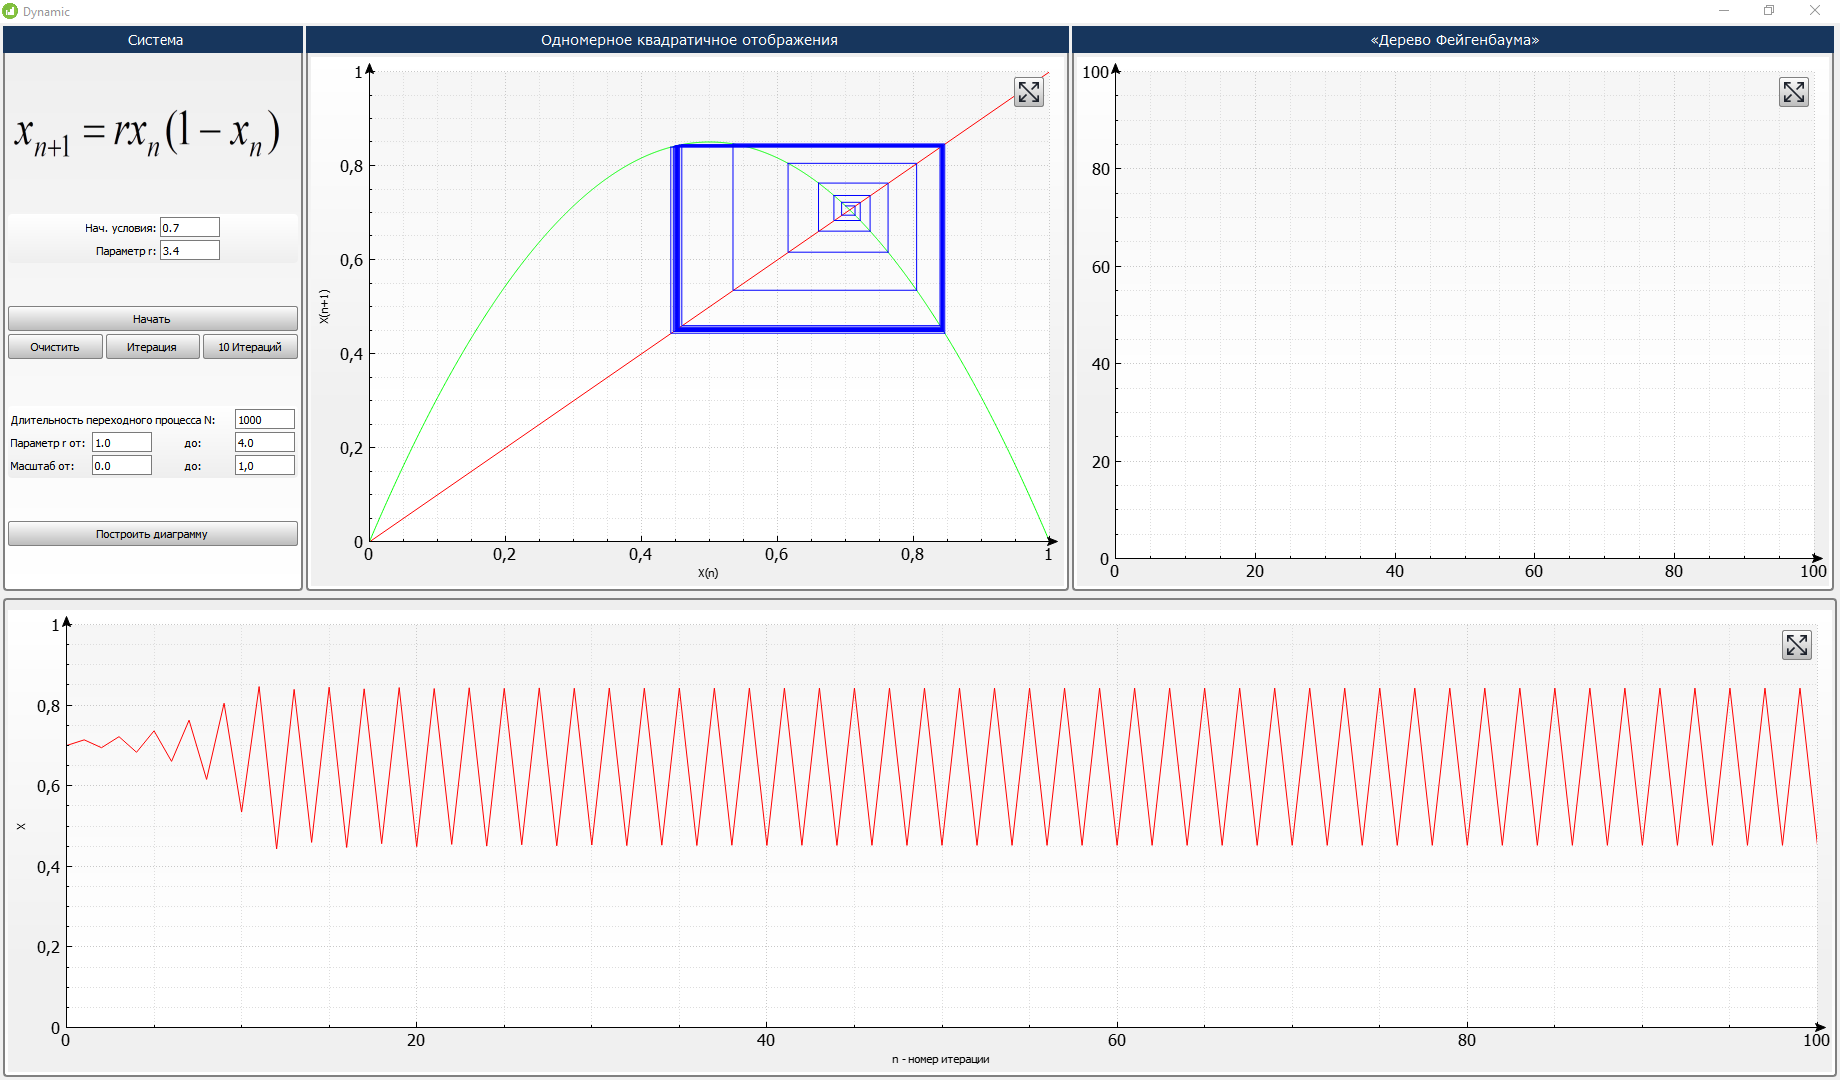 Dynamic
Система
Одномерное квадратичное отображения
«Дерево Фейгенбаума»
xn+1 = rxn(1 − xn)
Нач. условия: 0.7
Параметр r: 3.4
Начать
Очистить Итерация 10 Итераций
Длительность переходного процесса N: 1000
Параметр r от: 1.0 до: 4.0
Масштаб от: 0.0 до: 1,0
Построить диаграмму
1
0,8
0,6
0,4
0,2
0
X(n+1)
0 0,2 0,4 0,6 0,8 1
X(n)
100
80
60
40
20
0
0 20 40 60 80 100
1
0,8
0,6
0,4
0,2
0
X
0 20 40 60 80 100
n - номер итерации